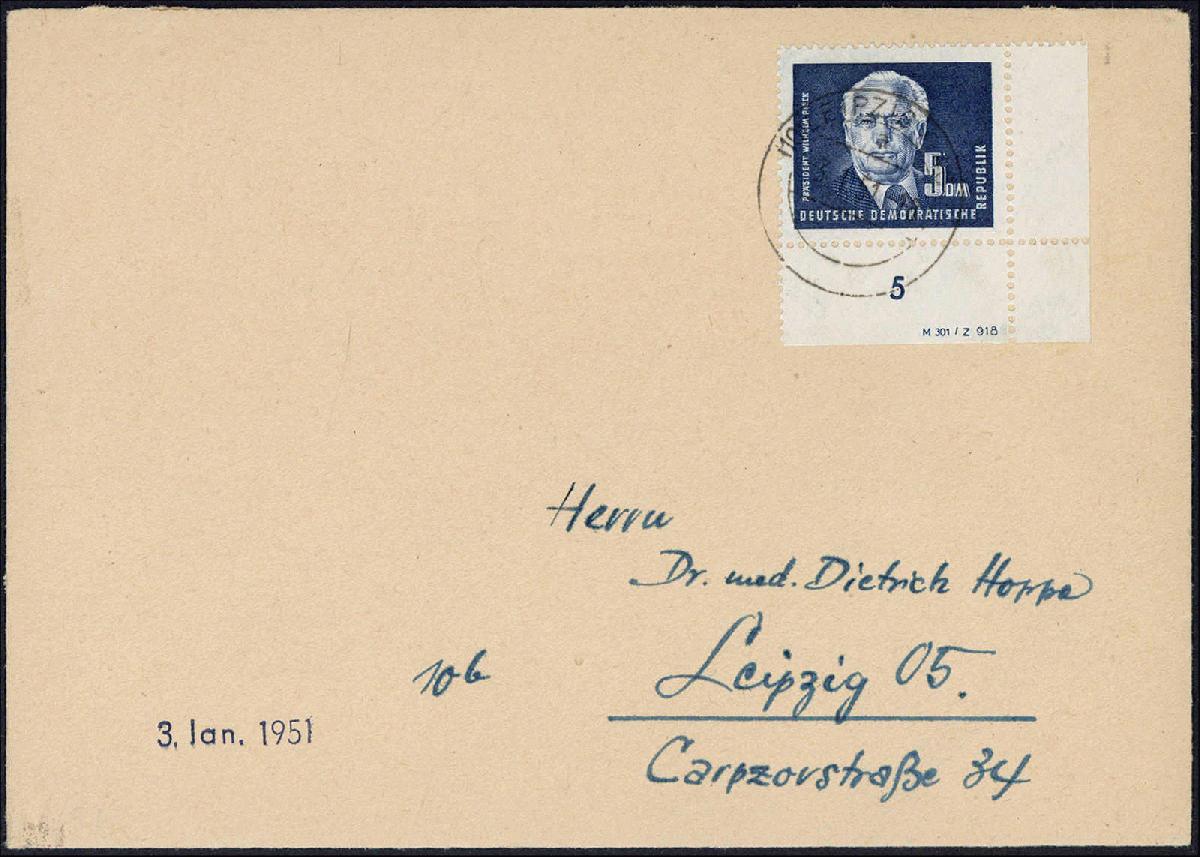 PRÄSIDENT WILHELM PIECK
5 DM
DEUTSCHE DEMOKRATISCHE
REPUBLIK
LEIPZIG
5
M 301 / Z 918
Herrn
Dr. med. Dietrich Hoppe
10b
Leipzig O5.
3. Jan. 1951
Carpzovstraße 34